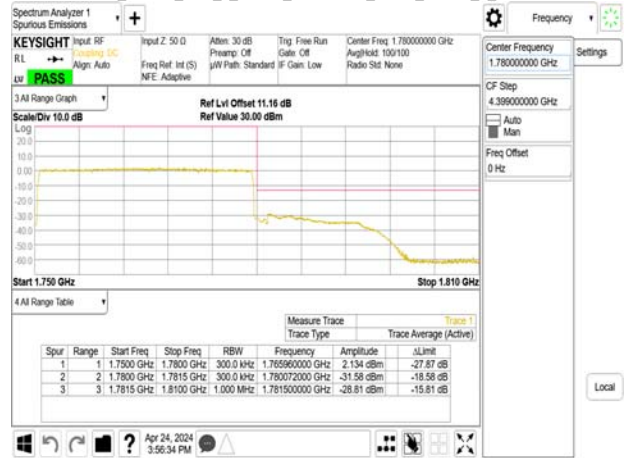 Spectrum Analyzer 1
Spurious Emissions
+
Frequency
KEYSIGHT
RL
PASS
Input: RF
Coupling: DC
Align: Auto
Input Z: 50 Ω
Freq Ref: Int (S)
NFE: Adaptive
Atten: 30 dB
Preamp: Off
µW Path: Standard
Trig: Free Run
Gate: Off
IF Gain: Low
Center Freq: 1.780000000 GHz
Avg|Hold: 100/100
Radio Std: None
Center Frequency
1.780000000 GHz
Settings
CF Step
4.399000000 GHz
Auto
Man
Freq Offset
0 Hz
Local
3 All Range Graph
Scale/Div 10.0 dB
Ref Lvl Offset 11.16 dB
Ref Value 30.00 dBm
Log
20.0
10.0
0.00
-10.0
-20.0
-30.0
-40.0
-50.0
-60.0
Start 1.750 GHz
Stop 1.810 GHz
4 All Range Table
Measure Trace Trace 1
Trace Type Trace Average (Active)
Spur Range Start Freq Stop Freq RBW Frequency Amplitude ΔLimit
1 1 1.7500 GHz 1.7800 GHz 300.0 kHz 1.765960000 GHz 2.134 dBm -27.87 dB
2 2 1.7800 GHz 1.7815 GHz 300.0 kHz 1.780072000 GHz -31.58 dBm -18.58 dB
3 3 1.7815 GHz 1.8100 GHz 1.000 MHz 1.781500000 GHz -28.81 dBm -15.81 dB
?
Apr 24, 2024
3:56:34 PM